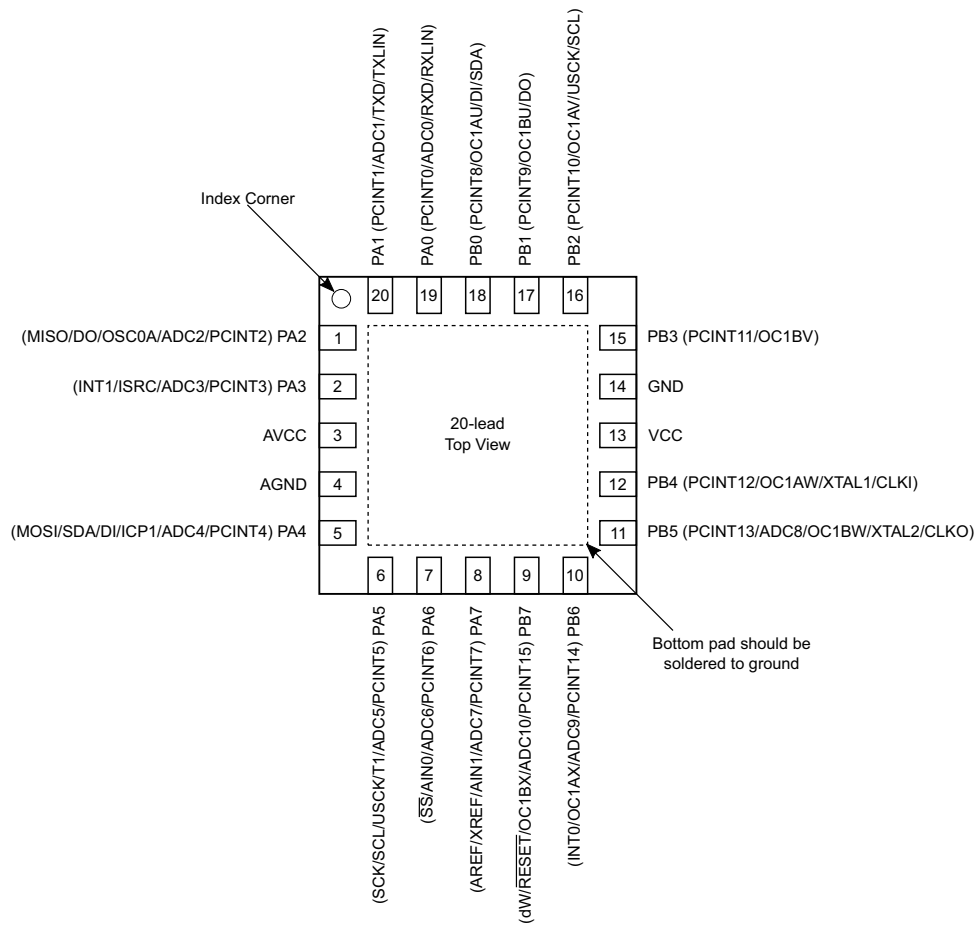 PA1 (PCINT1/ADC1/TXD/TXLIN)
PA0 (PCINT0/ADC0/RXD/RXLIN)
PB0 (PCINT8/OC1AU/DI/SDA)
PB1 (PCINT9/OC1BU/DO)
PB2 (PCINT10/OC1AV/USCK/SCL)
Index Corner
20
19
18
17
16
(MISO/DO/OSC0A/ADC2/PCINT2) PA2
1
15
PB3 (PCINT11/OC1BV)
(INT1/ISRC/ADC3/PCINT3) PA3
2
14
GND
AVCC
3
20-lead
Top View
13
VCC
AGND
4
12
PB4 (PCINT12/OC1AW/XTAL1/CLKI)
(MOSI/SDA/DI/ICP1/ADC4/PCINT4) PA4
5
11
PB5 (PCINT13/ADC8/OC1BW/XTAL2/CLKO)
6
7
8
9
10
(SCK/SCL/USCK/T1/ADC5/PCINT5) PA5
(SS/AIN0/ADC6/PCINT6) PA6
(AREF/XREF/AIN1/ADC7/PCINT7) PA7
(dW/RESET/OC1BX/ADC10/PCINT15) PB7
(INT0/OC1AX/ADC9/PCINT14) PB6
Bottom pad should be
soldered to ground